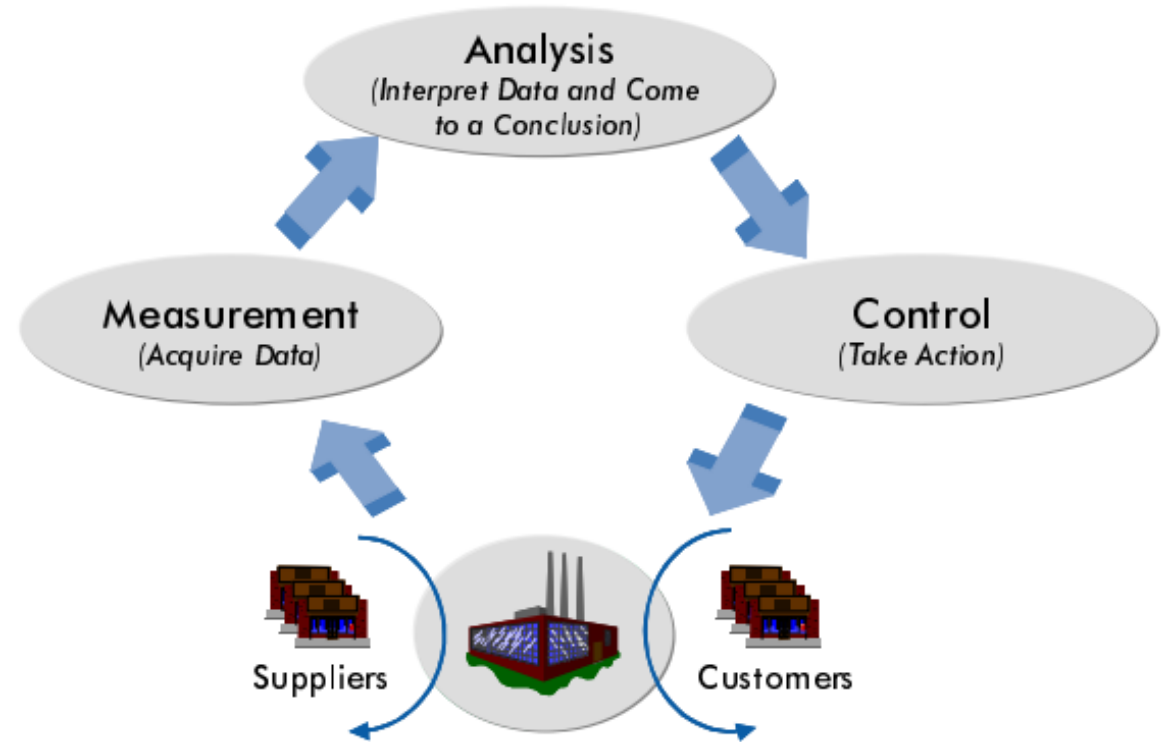 Analysis
(Interpret Data and Come
to a Conclusion)
Measurement
(Acquire Data)
Control
(Take Action)
Suppliers
Customers